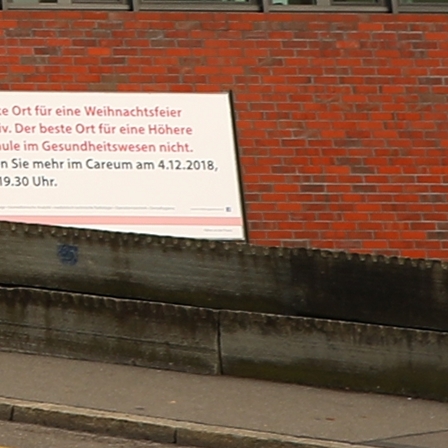 e Ort für eine Weihnachtsfeier
iv. Der beste Ort für eine Höhere
ule im Gesundheitswesen nicht.
n Sie mehr im Careum am 4.12.2018,
19.30 Uhr.